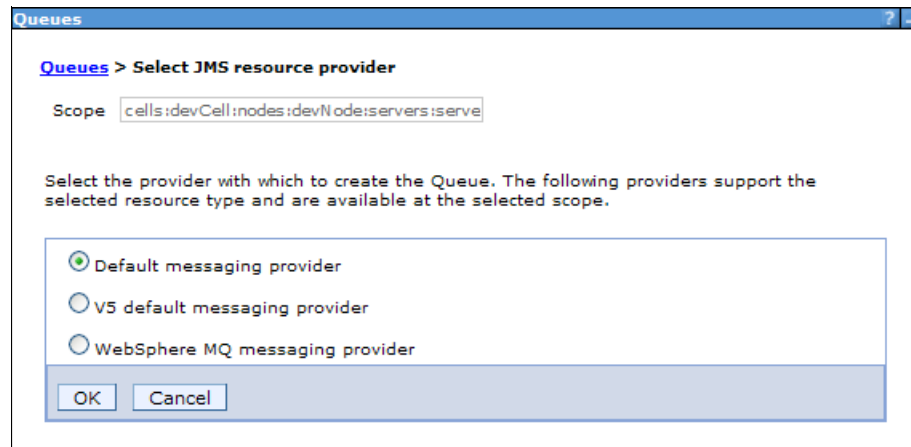 Queues ? -
Queues > Select JMS resource provider
Scope cells:devCell:nodes:devNode:servers:serve
Select the provider with which to create the Queue. The following providers support the
selected resource type and are available at the selected scope.
Default messaging provider
V5 default messaging provider
WebSphere MQ messaging provider
OK Cancel